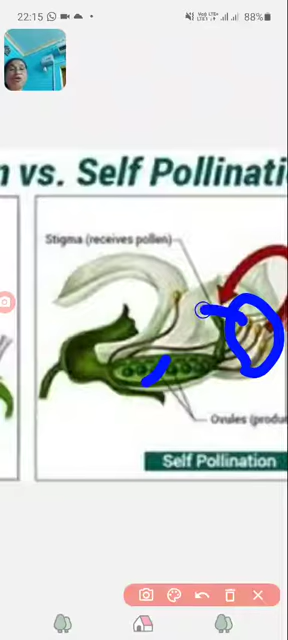 22:15
88%
n vs. Self Pollinati
Stigma (receives pollen)
Ovules (produ
Self Pollination